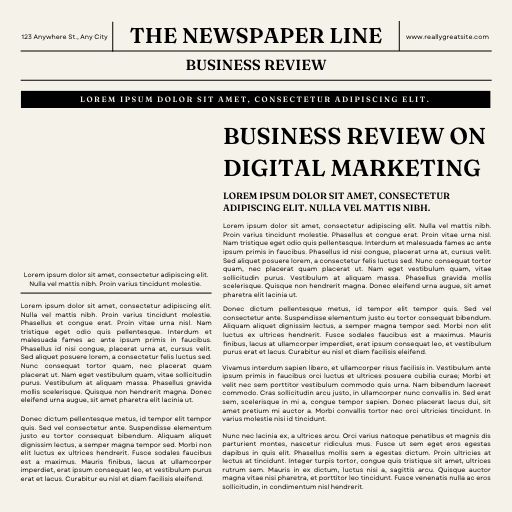 123 Anywhere St., Any City
THE NEWSPAPER LINE
www.reallygreatsite.com
BUSINESS REVIEW
LOREM IPSUM DOLOR SIT AMET, CONSECTETUR ADIPISCING ELIT.
BUSINESS REVIEW ON
DIGITAL MARKETING
LOREM IPSUM DOLOR SIT AMET, CONSECTETUR
ADIPISCING ELIT. NULLA VEL MATTIS NIBH.
Lorem ipsum dolor sit amet, consectetur adipiscing elit.
Nulla vel mattis nibh. Proin varius tincidunt molestie.
Lorem ipsum dolor sit amet, consectetur adipiscing elit.
Nulla vel mattis nibh. Proin varius tincidunt molestie.
Phasellus et congue erat. Proin vitae urna nisl. Nam
tristique eget odio quis pellentesque. Interdum et
malesuada fames ac ante ipsum primis in faucibus.
Phasellus id nisi congue, placerat urna at, cursus velit.
Sed aliquet posuere lorem, a consectetur felis luctus sed.
Nunc consequat tortor quam, nec placerat quam
placerat ut. Nam eget vestibulum quam, vitae sollicitudin
purus. Vestibulum at aliquam massa. Phasellus gravida
mollis scelerisque. Quisque non hendrerit magna. Donec
eleifend urna augue, sit amet pharetra elit lacinia ut.
Donec dictum pellentesque metus, id tempor elit tempor
quis. Sed vel consectetur ante. Suspendisse elementum
justo eu tortor consequat bibendum. Aliquam aliquet
dignissim lectus, a semper magna tempor sed. Morbi non
elit luctus ex ultrices efficitur. Fusce sodales faucibus
est a maximus. Mauris finibus, lacus at ullamcorper
imperdiet, erat ipsum consequat leo, et vestibulum purus
erat et lacus. Curabitur eu nisl et diam facilisis eleifend.
Lorem ipsum dolor sit amet, consectetur adipiscing elit. Nulla vel mattis nibh.
Proin varius tincidunt molestie. Phasellus et congue erat. Proin vitae urna nisl.
Nam tristique eget odio quis pellentesque. Interdum et malesuada fames ac ante
ipsum primis in faucibus. Phasellus id nisi congue, placerat urna at, cursus velit.
Sed aliquet posuere lorem, a consectetur felis luctus sed. Nunc consequat tortor
quam, nec placerat quam placerat ut. Nam eget vestibulum quam, vitae
sollicitudin purus. Vestibulum at aliquam massa. Phasellus gravida mollis
scelerisque. Quisque non hendrerit magna. Donec eleifend urna augue, sit amet
pharetra elit lacinia ut.
Donec dictum pellentesque metus, id tempor elit tempor quis. Sed vel
consectetur ante. Suspendisse elementum justo eu tortor consequat bibendum.
Aliquam aliquet dignissim lectus, a semper magna tempor sed. Morbi non elit
luctus ex ultrices efficitur. Fusce sodales faucibus est a maximus. Mauris
finibus, lacus at ullamcorper imperdiet, erat ipsum consequat leo, et vestibulum
purus erat et lacus. Curabitur eu nisl et diam facilisis eleifend.
Vivamus interdum sapien libero, et ullamcorper risus facilisis in. Vestibulum ante
ipsum primis in faucibus orci luctus et ultrices posuere cubilia curae; Morbi et
velit nec sem porttitor vestibulum commodo quis urna. Nam bibendum laoreet
commodo. Cras sollicitudin arcu justo, in ullamcorper nunc convallis in. Sed erat
sem, scelerisque in mi a, congue tempor sapien. Donec placerat lacus dui, sit
amet pretium mi auctor a. Morbi convallis tortor nec orci ultricies tincidunt. In
varius molestie nisi id tincidunt.
Nunc nec lacinia ex, a ultrices arcu. Orci varius natoque penatibus et magnis dis
parturient montes, nascetur ridiculus mus. Fusce ut sem eget eros egestas
dapibus in quis elit. Phasellus mollis sem a egestas dictum. Proin ultricies at
lectus at tincidunt. Integer turpis tortor, congue quis tristique sit amet, ultrices
rutrum sem. Mauris in ex dictum, luctus nisi a, sagittis arcu. Quisque auctor
magna vitae nisi pharetra, et porttitor leo tincidunt. Fusce venenatis nulla ac eros
sollicitudin, in condimentum nisl hendrerit.